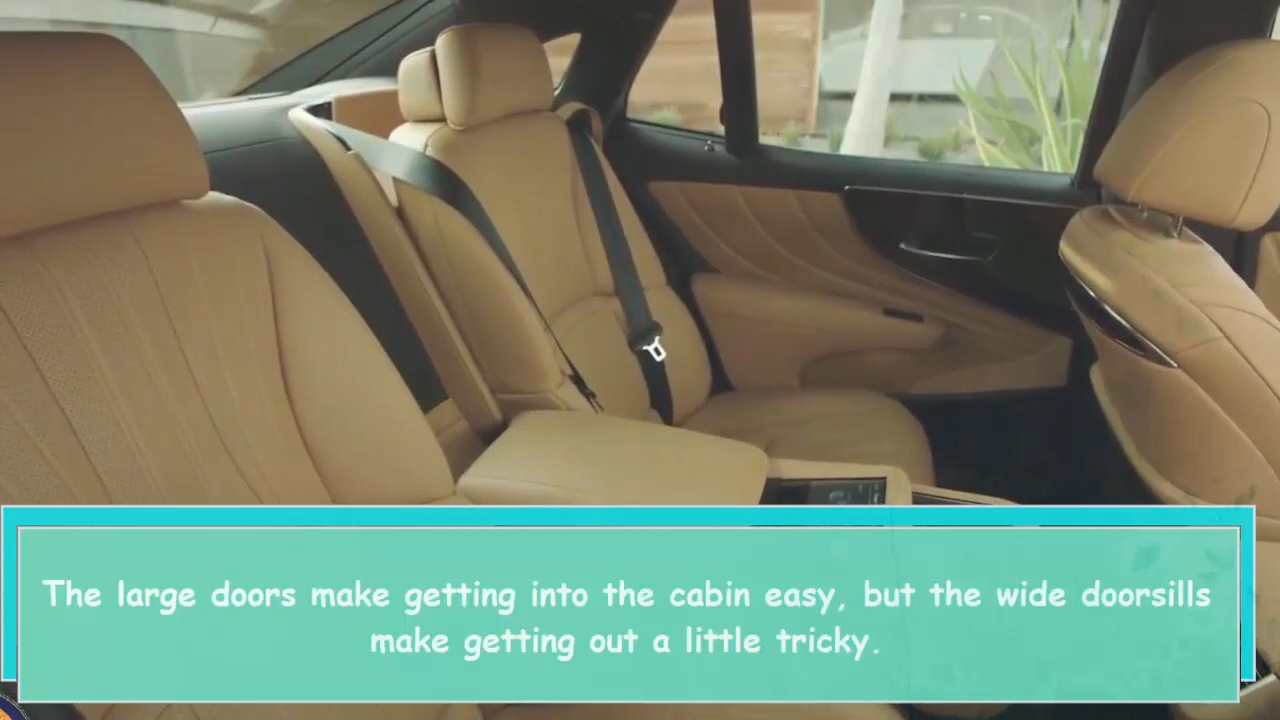 The large doors make getting into the cabin easy, but the wide doorsills
make getting out a little tricky.